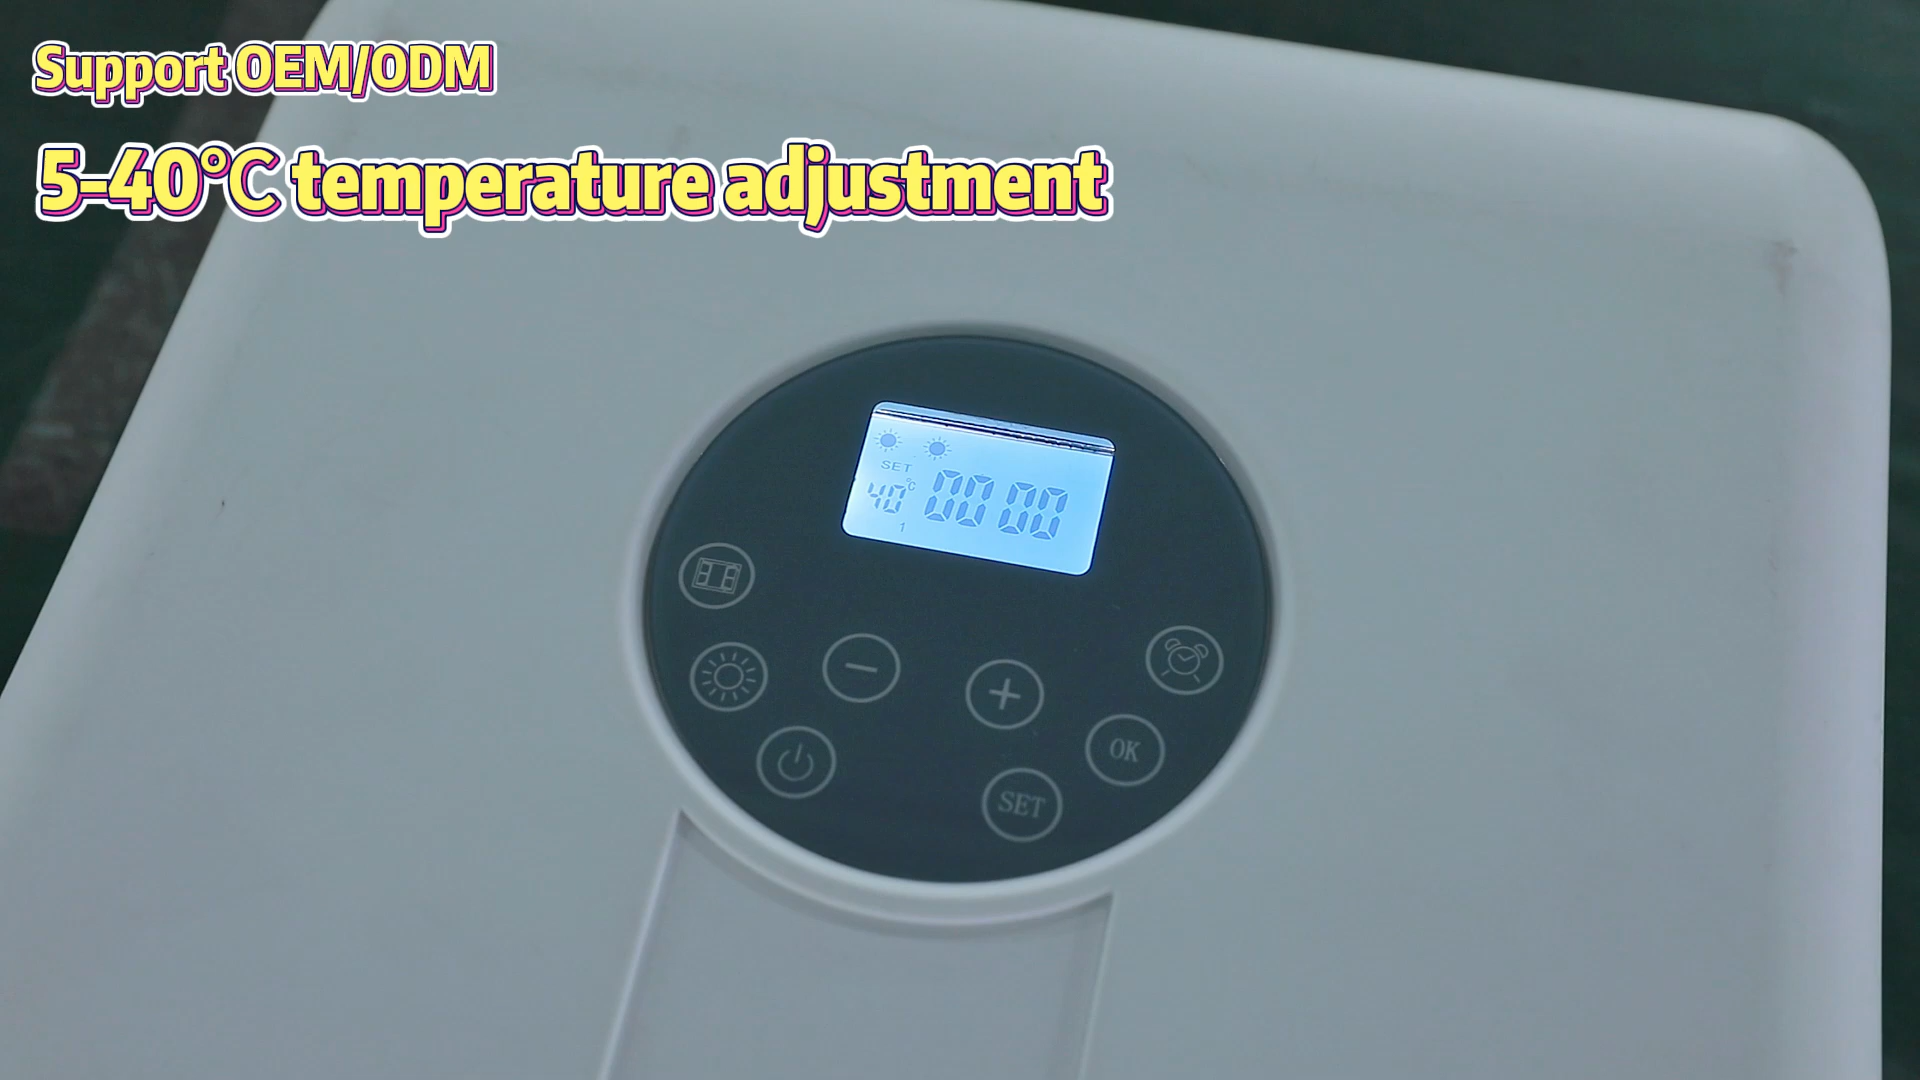 Support OEM/ODM
5-40°C temperature adjustment
SET
40°C 00 00
1
OK
SET